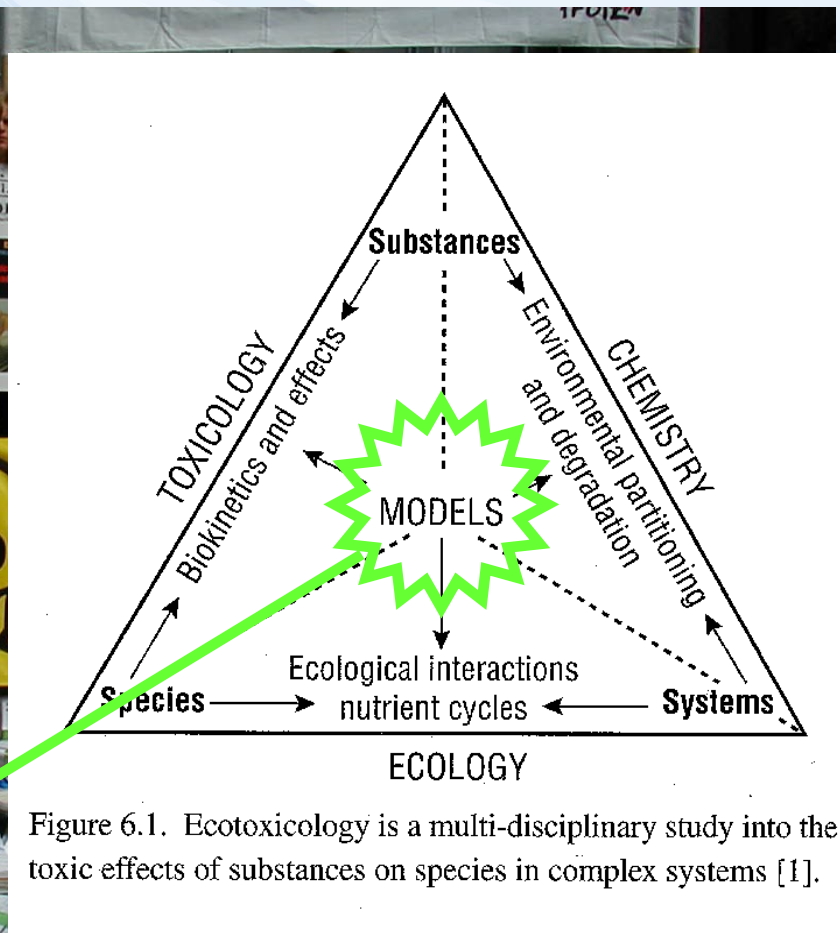 Substances
TOXICOLOGY
Biokinetics and effects
CHEMISTRY
Environmental partitioning
and degradation
MODELS
Ecological interactions
nutrient cycles
Species
Systems
ECOLOGY
Figure 6.1. Ecotoxicology is a multi-disciplinary study into the
toxic effects of substances on species in complex systems [1].